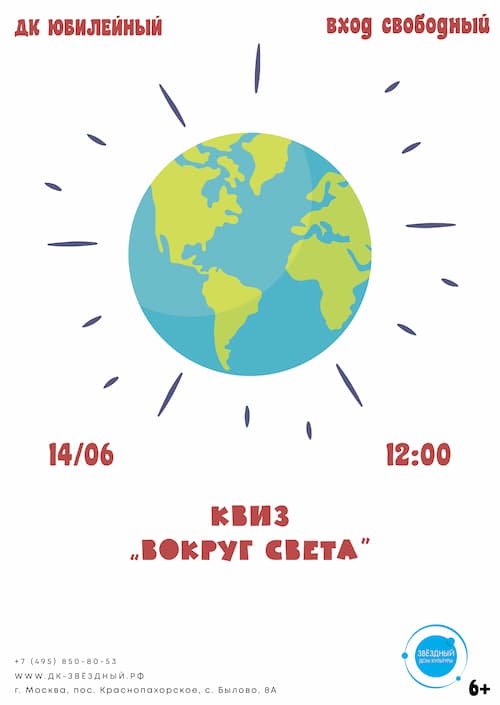 ДК ЮБИЛЕЙНЫЙ
ВХОД СВОБОДНЫЙ
14/06
12:00
КВИЗ
„ВОКРУГ СВЕТА”
+7 (495) 850-80-53
WWW.ДК-ЗВЁЗДНЫЙ.РФ
г. Москва, пос. Краснопахорское, с. Былово, 8А
ЗВЁЗДНЫЙ
ДОМ КУЛЬТУРЫ
6+